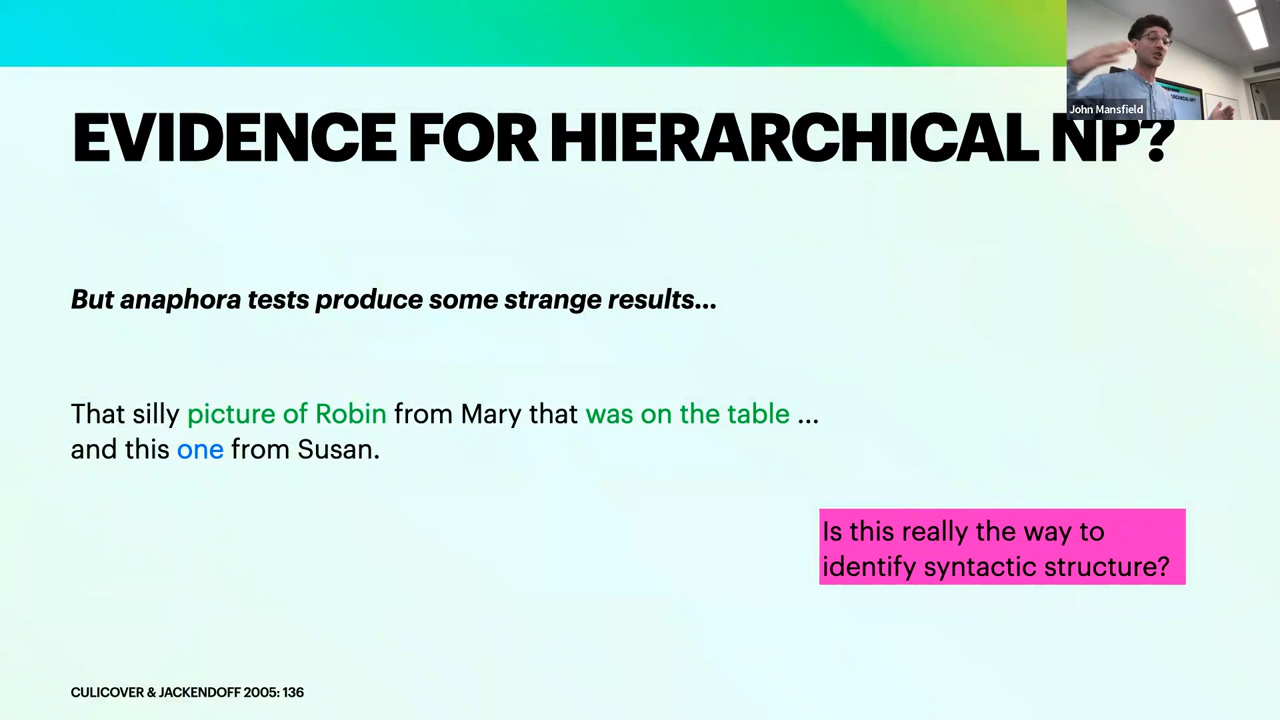 John Mansfield
EVIDENCE FOR HIERARCHICAL NP?
But anaphora tests produce some strange results...
That silly picture of Robin from Mary that was on the table ...
and this one from Susan.
Is this really the way to
identify syntactic structure?
CULICOVER & JACKENDOFF 2005: 136